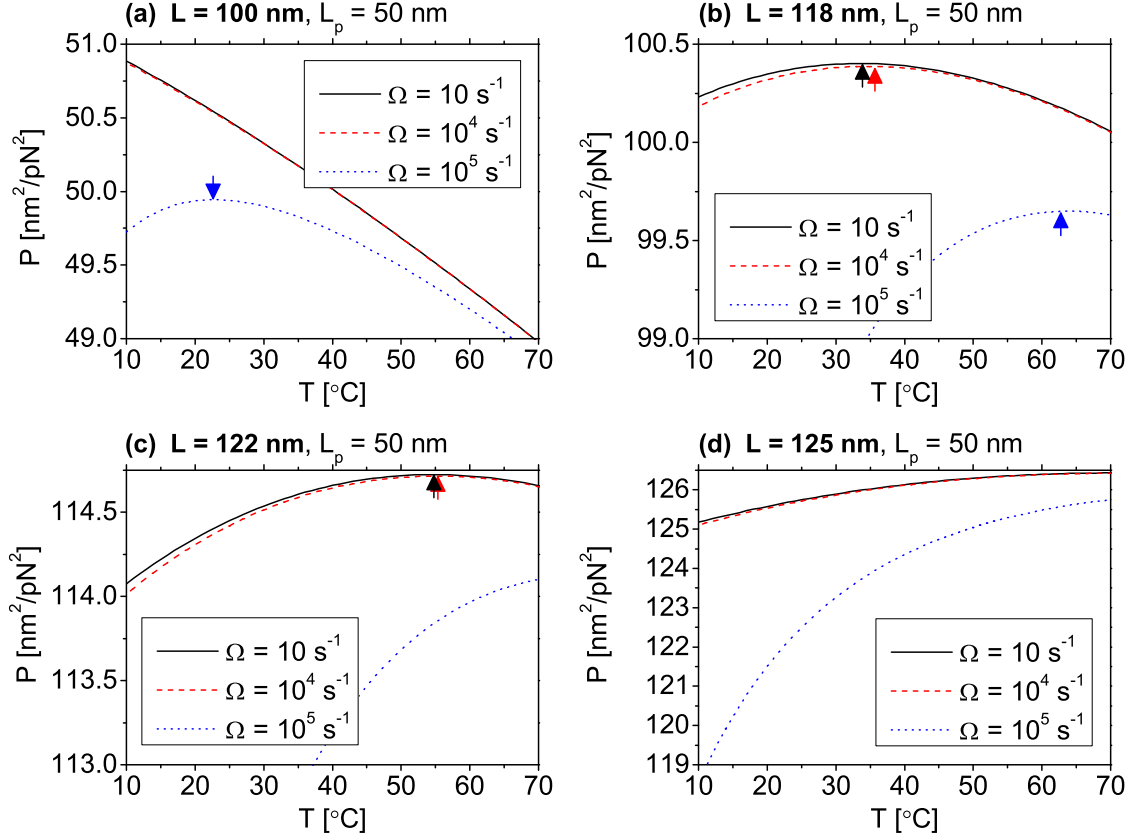 (a) L = 100 nm, Lₚ = 50 nm
51.0
50.5
50.0
49.5
49.0
P [nm²/pN²]
Ω = 10 s⁻¹
Ω = 10⁴ s⁻¹
Ω = 10⁵ s⁻¹
10 20 30 40 50 60 70
T [°C]
(b) L = 118 nm, Lₚ = 50 nm
100.5
100.0
99.5
99.0
P [nm²/pN²]
Ω = 10 s⁻¹
Ω = 10⁴ s⁻¹
Ω = 10⁵ s⁻¹
10 20 30 40 50 60 70
T [°C]
(c) L = 122 nm, Lₚ = 50 nm
114.5
114.0
113.5
113.0
P [nm²/pN²]
Ω = 10 s⁻¹
Ω = 10⁴ s⁻¹
Ω = 10⁵ s⁻¹
10 20 30 40 50 60 70
T [°C]
(d) L = 125 nm, Lₚ = 50 nm
126
125
124
123
122
121
120
119
P [nm²/pN²]
Ω = 10 s⁻¹
Ω = 10⁴ s⁻¹
Ω = 10⁵ s⁻¹
10 20 30 40 50 60 70
T [°C]